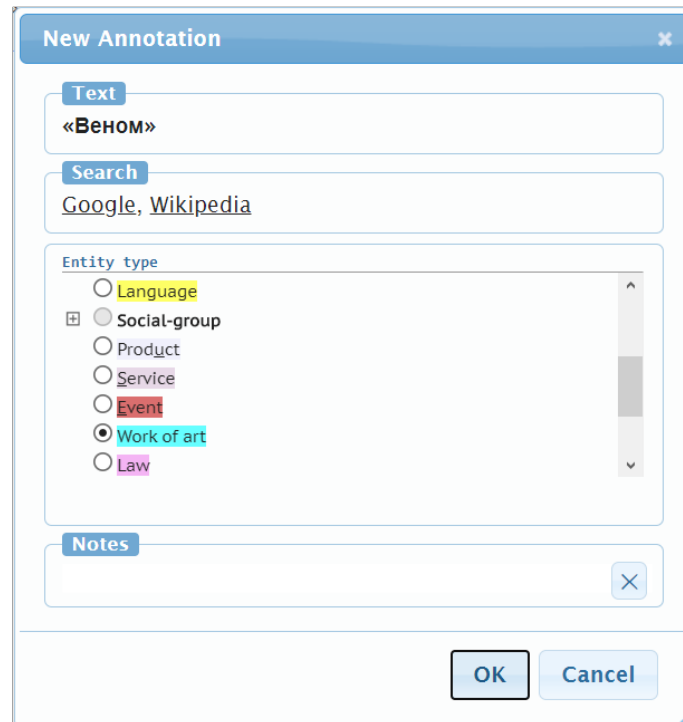 New Annotation
Text
«Веном»
Search
Google, Wikipedia
Entity type
Language
Social-group
Product
Service
Event
Work of art
Law
Notes
OK Cancel